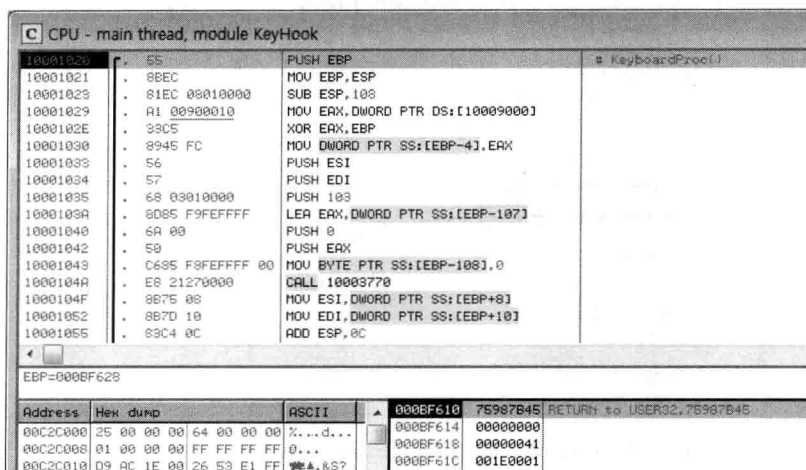 C CPU - main thread, module KeyHook
10001020 . 55 PUSH EBP # KeyboardProc()
10001021 . 8BEC MOV EBP,ESP
10001023 . 81EC 08010000 SUB ESP,108
10001029 . A1 00900010 MOV EAX,DWORD PTR DS:[10009000]
1000102E . 33C5 XOR EAX,EBP
10001030 . 8945 FC MOV DWORD PTR SS:[EBP-4],EAX
10001033 . 56 PUSH ESI
10001034 . 57 PUSH EDI
10001035 . 68 03010000 PUSH 103
1000103A . 8D85 F9FEFFFF LEA EAX,DWORD PTR SS:[EBP-107]
10001040 . 6A 00 PUSH 0
10001042 . 50 PUSH EAX
10001043 . C685 F8FEFFFF 00 MOV BYTE PTR SS:[EBP-108],0
1000104A . E8 21270000 CALL 10003770
1000104F . 8B75 08 MOV ESI,DWORD PTR SS:[EBP+8]
10001052 . 8B7D 10 MOV EDI,DWORD PTR SS:[EBP+10]
10001055 . 83C4 0C ADD ESP,0C
EBP=000BF628
Address Hex dump ASCII 000BF610 75987B45 RETURN to USER32.75987B45
00C2C000 25 00 00 00 64 00 00 00 %...d... 000BF614 00000000
00C2C008 01 00 00 00 FF FF FF FF 000BF618 00000041
00C2C010 D9 AC 1E 00 26 53 E1 FF 000BF61C 001E0001